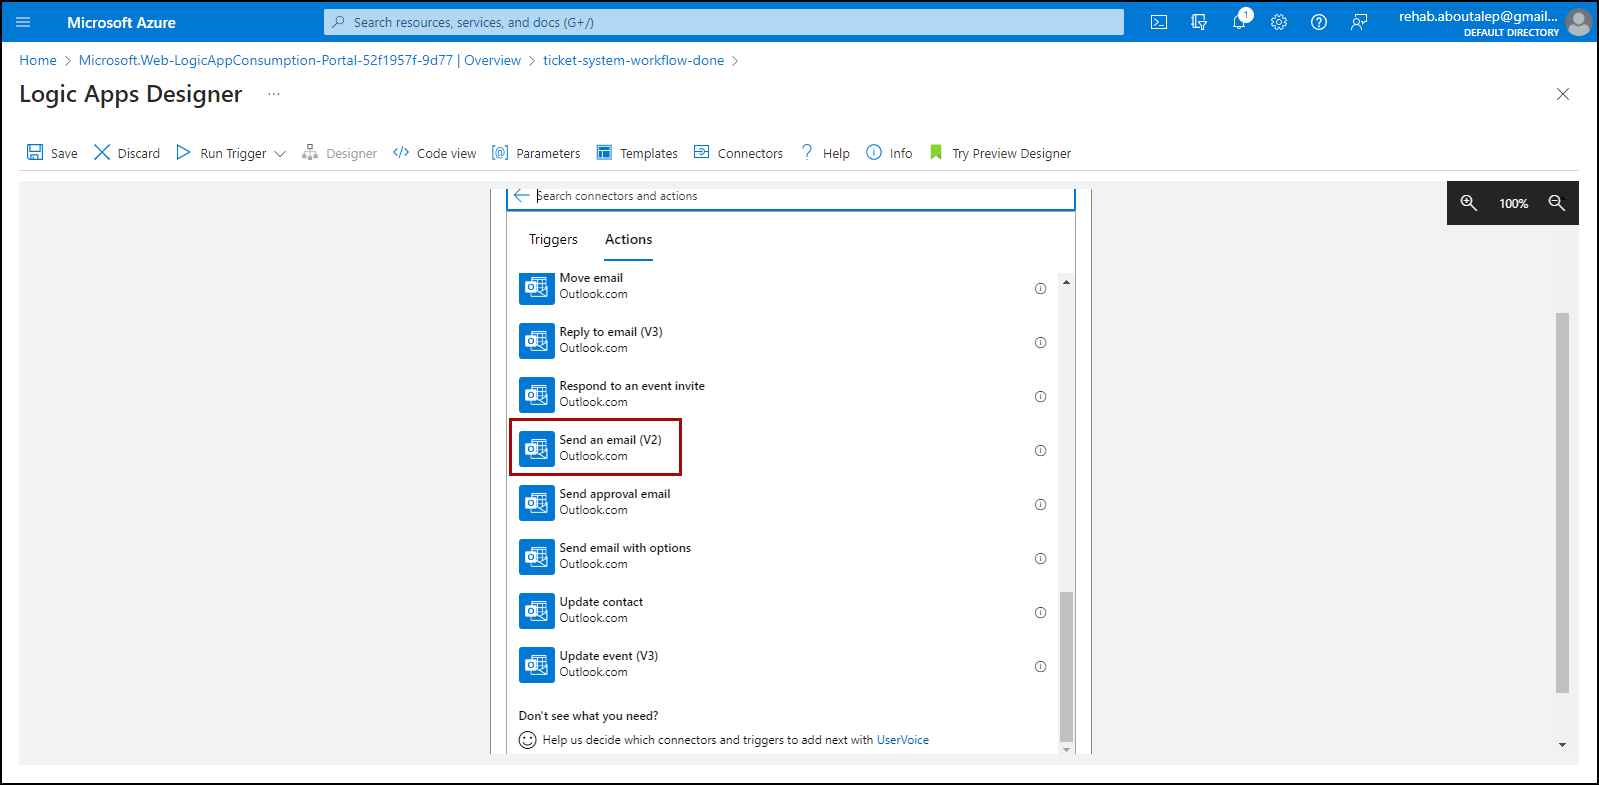 Microsoft Azure
Search resources, services, and docs (G+/)
1
rehab.aboutalep@gmail...
DEFAULT DIRECTORY
Home > Microsoft.Web-LogicAppConsumption-Portal-52f1957f-9d77 | Overview > ticket-system-workflow-done >
Logic Apps Designer ...
Save Discard Run Trigger Designer Code view Parameters Templates Connectors Help Info Try Preview Designer
Search connectors and actions
100%
Triggers Actions
Move email
Outlook.com
Reply to email (V3)
Outlook.com
Respond to an event invite
Outlook.com
Send an email (V2)
Outlook.com
Send approval email
Outlook.com
Send email with options
Outlook.com
Update contact
Outlook.com
Update event (V3)
Outlook.com
Don't see what you need?
Help us decide which connectors and triggers to add next with UserVoice